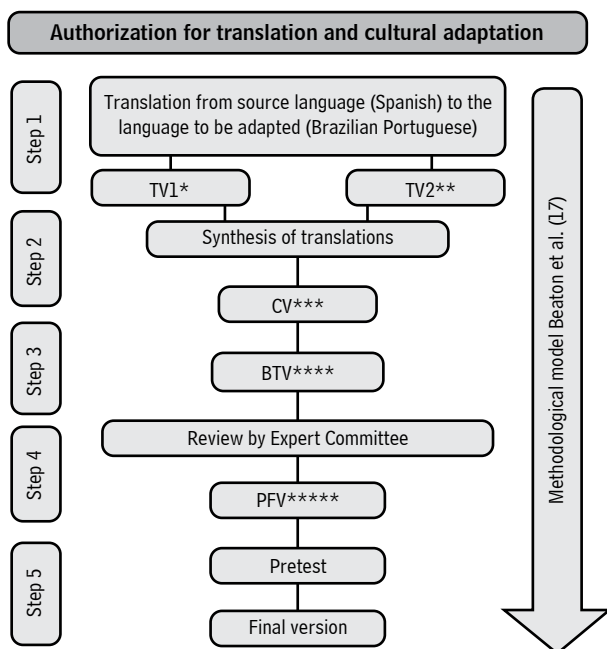 Authorization for translation and cultural adaptation
Step 1
Translation from source language (Spanish) to the
language to be adapted (Brazilian Portuguese)
TV1*
TV2**
Step 2
Synthesis of translations
CV***
Step 3
BTV****
Step 4
Review by Expert Committee
PFV*****
Step 5
Pretest
Final version
Methodological model Beaton et al. (17)